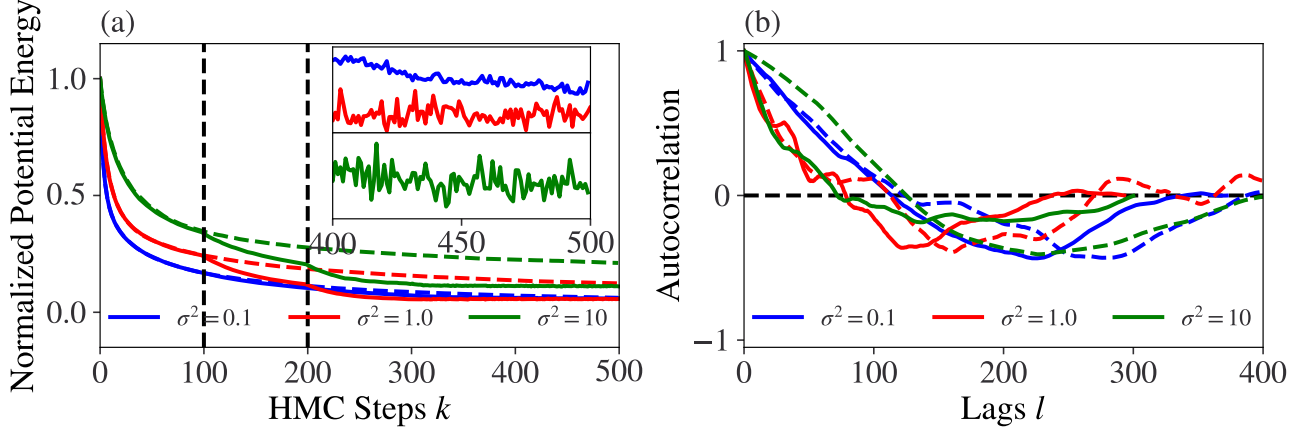 (a)
Normalized Potential Energy
1.0
0.5
0.0
400
450
500
σ² = 0.1
σ² = 1.0
σ² = 10
0
100
200
300
400
500
HMC Steps k
(b)
Autocorrelation
1
0
−1
σ² = 0.1
σ² = 1.0
σ² = 10
0
100
200
300
400
Lags l